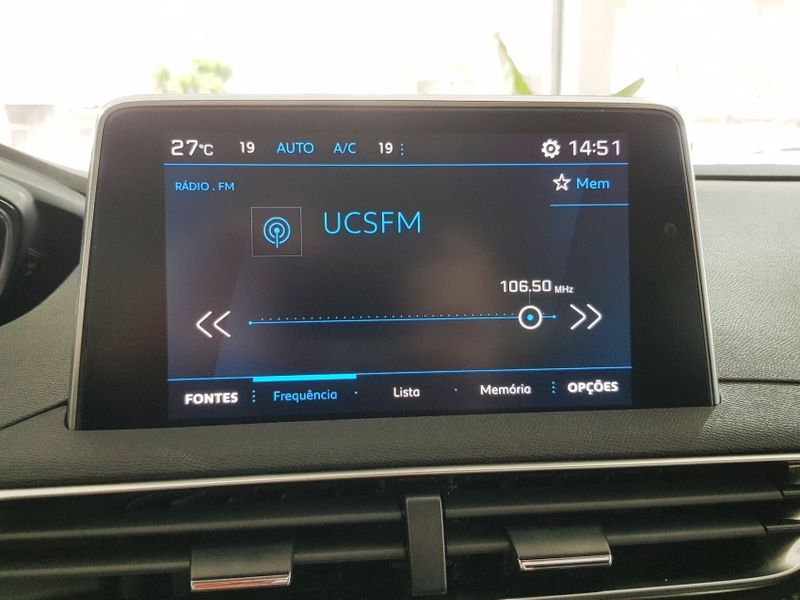 27°C 19 AUTO A/C 19 14:51
RÁDIO . FM
Mem
UCSFM
106.50 MHz
FONTES Frequência Lista Memória OPÇÕES